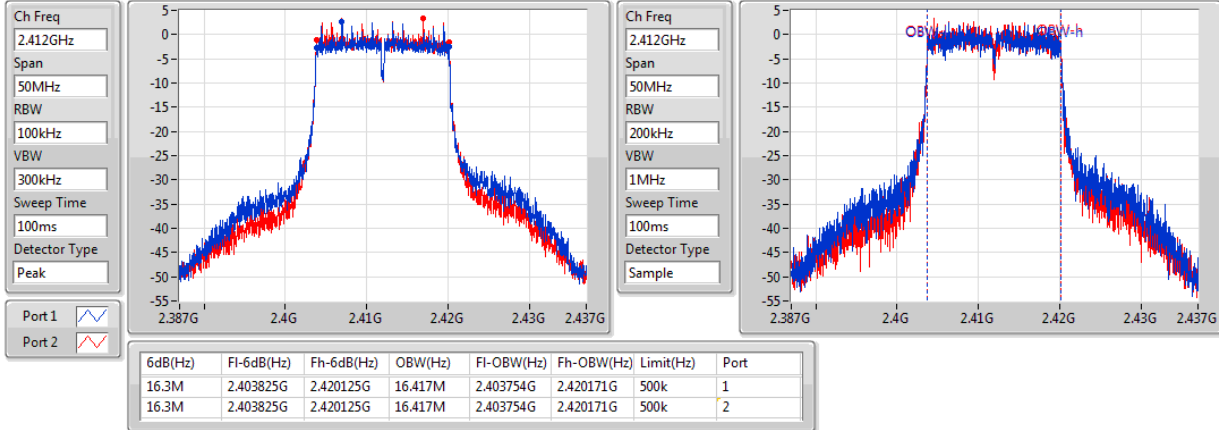 Ch Freq
2.412GHz
Span
50MHz
RBW
100kHz
VBW
300kHz
Sweep Time
100ms
Detector Type
Peak
Port 1
Port 2
5
0
-5
-10
-15
-20
-25
-30
-35
-40
-45
-50
-55
2.387G 2.4G 2.41G 2.42G 2.43G 2.437G
Ch Freq
2.412GHz
Span
50MHz
RBW
200kHz
VBW
1MHz
Sweep Time
100ms
Detector Type
Sample
5
0
-5
-10
-15
-20
-25
-30
-35
-40
-45
-50
-55
OBW-h
2.387G 2.4G 2.41G 2.42G 2.43G 2.437G
6dB(Hz) Fl-6dB(Hz) Fh-6dB(Hz) OBW(Hz) Fl-OBW(Hz) Fh-OBW(Hz) Limit(Hz) Port
16.3M 2.403825G 2.420125G 16.417M 2.403754G 2.420171G 500k 1
16.3M 2.403825G 2.420125G 16.417M 2.403754G 2.420171G 500k 2